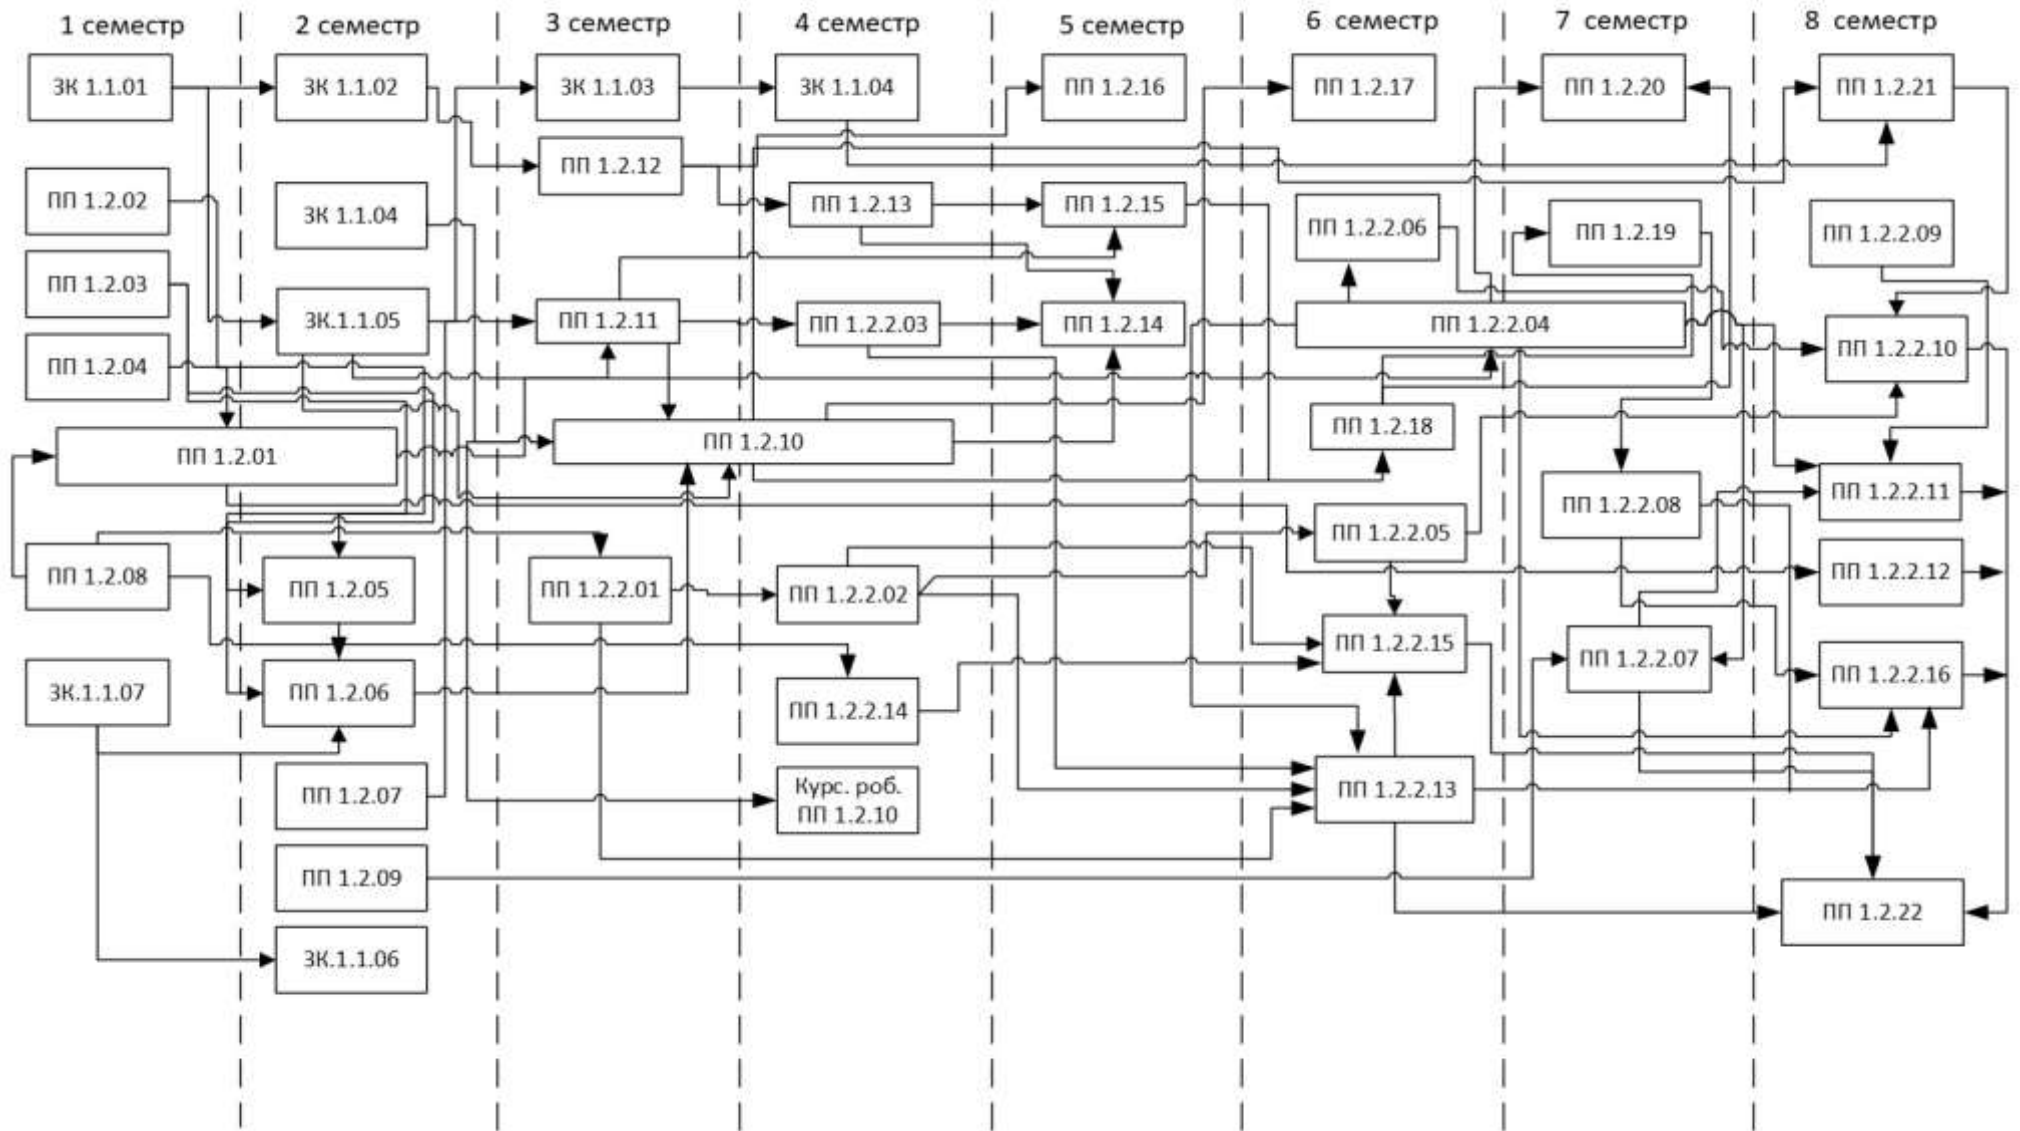 1 семестр
2 семестр
3 семестр
4 семестр
5 семестр
6 семестр
7 семестр
8 семестр
ЗК 1.1.01
ПП 1.2.02
ПП 1.2.03
ПП 1.2.04
ПП 1.2.01
ПП 1.2.08
ЗК.1.1.07
ЗК 1.1.02
ЗК 1.1.04
ЗК.1.1.05
ПП 1.2.05
ПП 1.2.06
ПП 1.2.07
ПП 1.2.09
ЗК.1.1.06
ЗК 1.1.03
ПП 1.2.12
ПП 1.2.11
ПП 1.2.10
ПП 1.2.2.01
ЗК 1.1.04
ПП 1.2.13
ПП 1.2.2.03
ПП 1.2.2.02
ПП 1.2.2.14
Курс. роб.
ПП 1.2.10
ПП 1.2.16
ПП 1.2.15
ПП 1.2.14
ПП 1.2.17
ПП 1.2.2.06
ПП 1.2.2.04
ПП 1.2.18
ПП 1.2.2.05
ПП 1.2.2.15
ПП 1.2.2.13
ПП 1.2.20
ПП 1.2.19
ПП 1.2.2.08
ПП 1.2.2.07
ПП 1.2.21
ПП 1.2.2.09
ПП 1.2.2.10
ПП 1.2.2.11
ПП 1.2.2.12
ПП 1.2.2.16
ПП 1.2.22